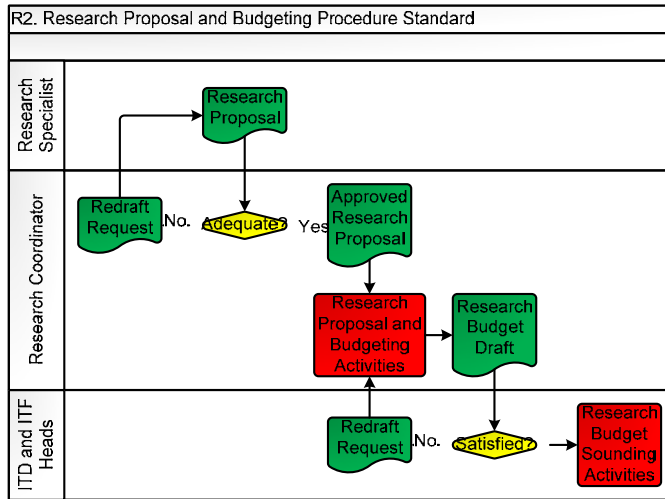 R2. Research Proposal and Budgeting Procedure Standard
Research
Specialist
Research
Proposal
Research Coordinator
Redraft
Request
.No.
Adequate?
Yes
Approved
Research
Proposal
Research
Proposal and
Budgeting
Activities
Research
Budget
Draft
ITD and ITF
Heads
Redraft
Request
.No.
Satisfied?
Research
Budget
Sounding
Activities